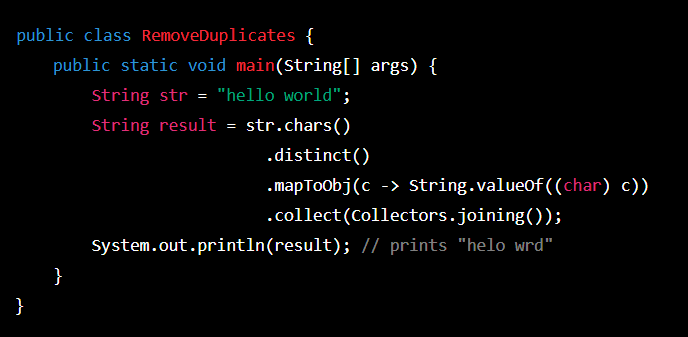 public class RemoveDuplicates {
    public static void main(String[] args) {
        String str = "hello world";
        String result = str.chars()
                           .distinct()
                           .mapToObj(c -> String.valueOf((char) c))
                           .collect(Collectors.joining());
        System.out.println(result); // prints "helo wrd"
    }
}